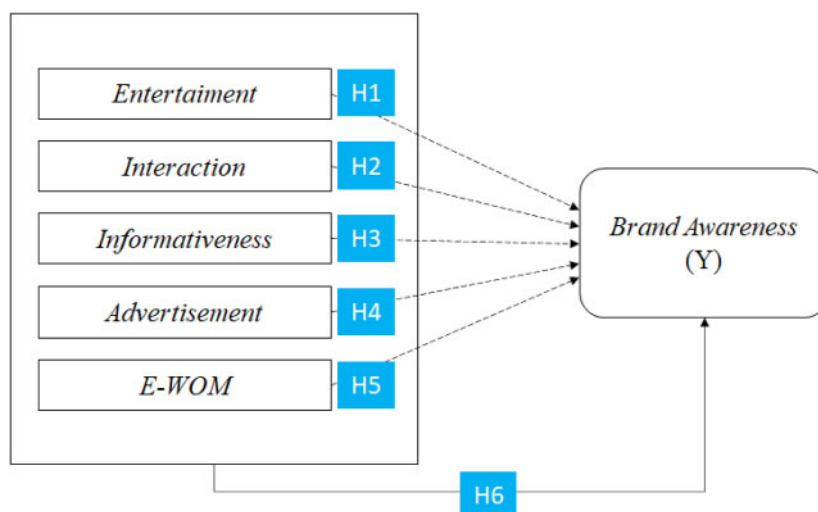 Entertaiment
H1
Interaction
H2
Informativeness
H3
Advertisement
H4
E-WOM
H5
Brand Awareness
(Y)
H6